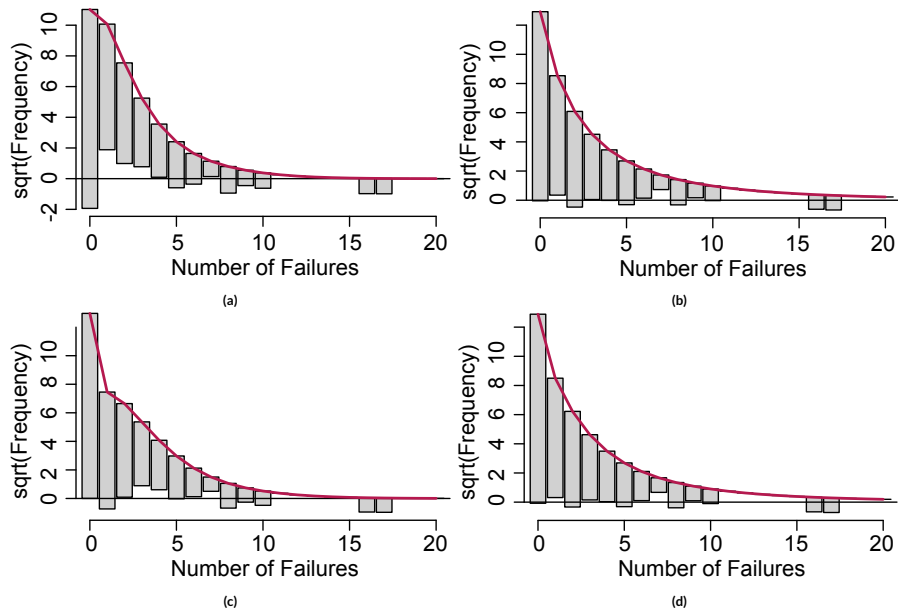 sqrt(Frequency)
-2 0 2 4 6 8 10
0 5 10 15 20
Number of Failures
(a)
sqrt(Frequency)
0 2 4 6 8 10
0 5 10 15 20
Number of Failures
(b)
sqrt(Frequency)
0 2 4 6 8 10
0 5 10 15 20
Number of Failures
(c)
sqrt(Frequency)
0 2 4 6 8 10
0 5 10 15 20
Number of Failures
(d)